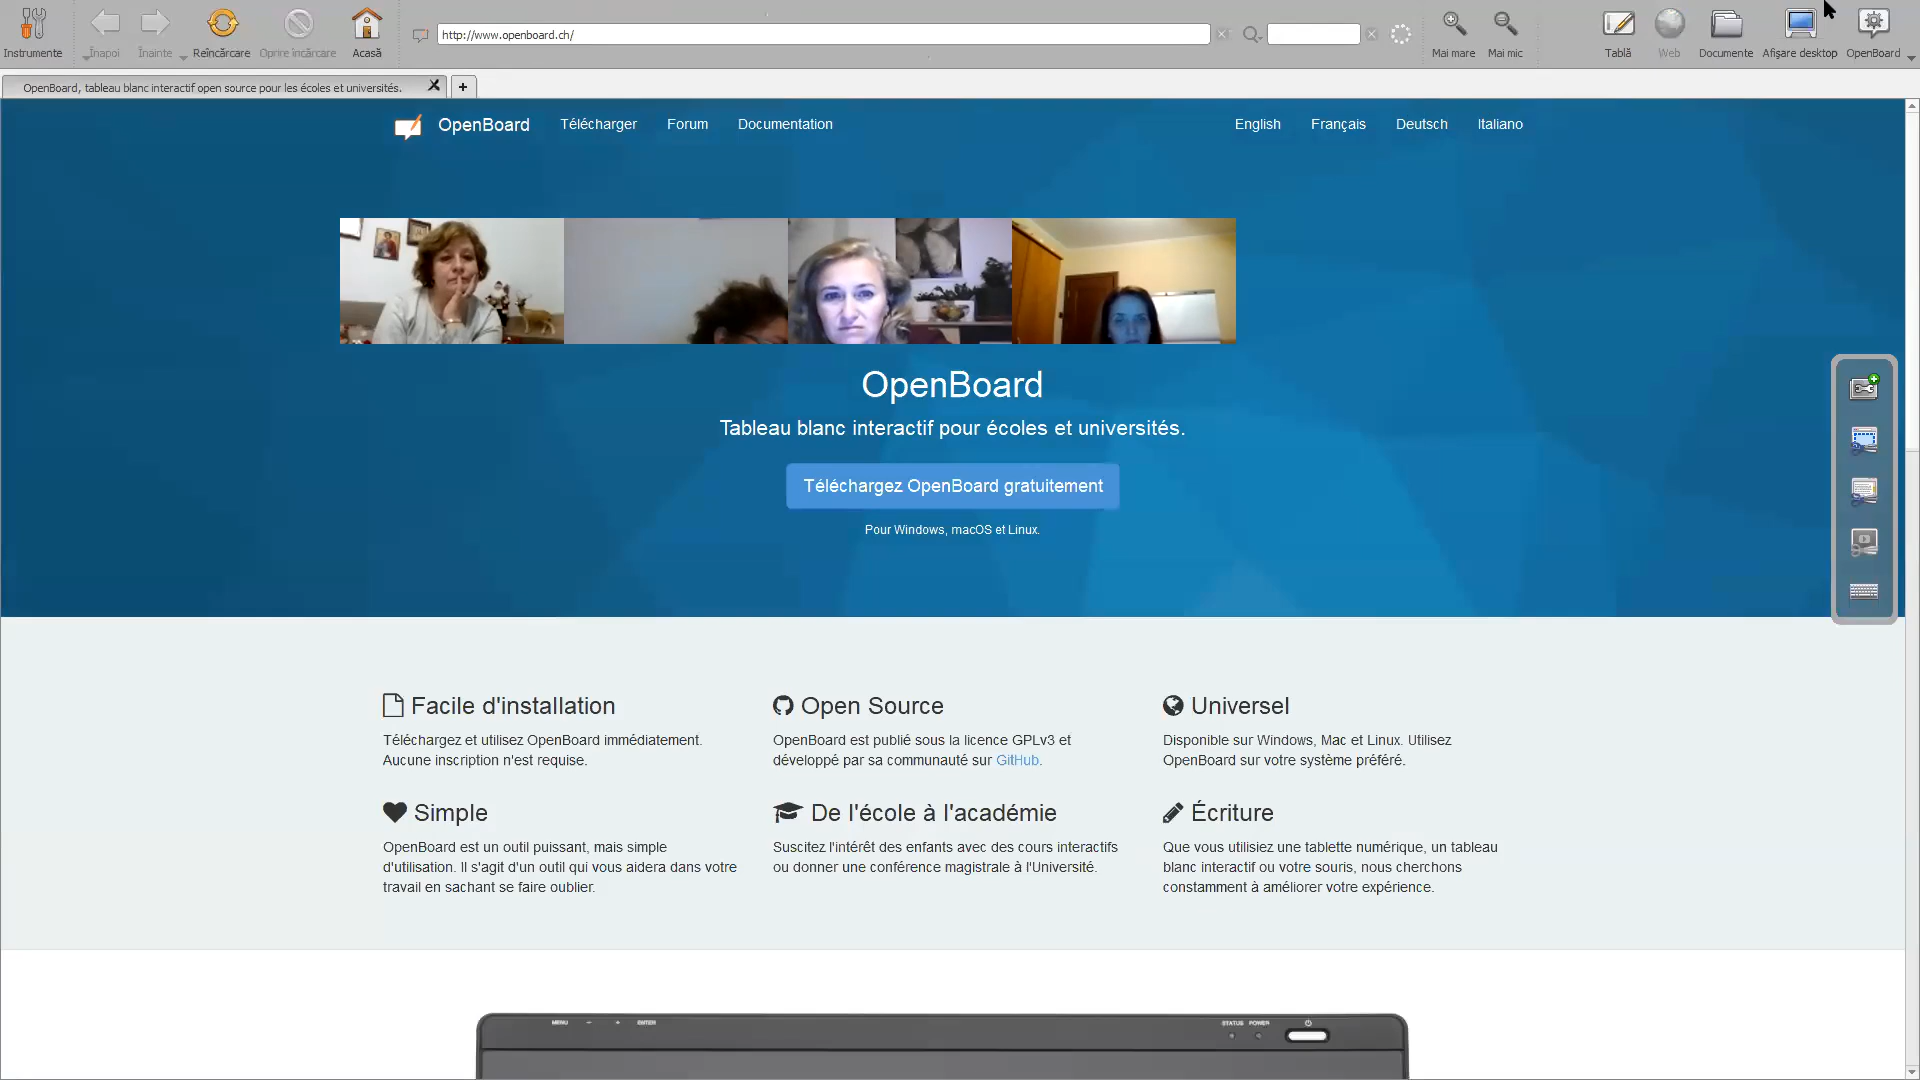 Instrumente
Înapoi
Înainte
Reîncărcare
Oprire încărcare
Acasă
http://www.openboard.ch/
Mai mare
Mai mic
Tablă
Web
Documente
Afișare desktop
OpenBoard
OpenBoard, tableau blanc interactif open source pour les écoles et universités.
OpenBoard
Télécharger
Forum
Documentation
English
Français
Deutsch
Italiano
OpenBoard
Tableau blanc interactif pour écoles et universités.
Téléchargez OpenBoard gratuitement
Pour Windows, macOS et Linux.
Facile d'installation
Téléchargez et utilisez OpenBoard immédiatement.
Aucune inscription n'est requise.
Open Source
OpenBoard est publié sous la licence GPLv3 et
développé par sa communauté sur GitHub.
Universel
Disponible sur Windows, Mac et Linux. Utilisez
OpenBoard sur votre système préféré.
Simple
OpenBoard est un outil puissant, mais simple
d'utilisation. Il s'agit d'un outil qui vous aidera dans votre
travail en sachant se faire oublier.
De l'école à l'académie
Suscitez l'intérêt des enfants avec des cours interactifs
ou donner une conférence magistrale à l'Université.
Écriture
Que vous utilisiez une tablette numérique, un tableau
blanc interactif ou votre souris, nous cherchons
constamment à améliorer votre expérience.
MENU - + ENTER
STATUS POWER